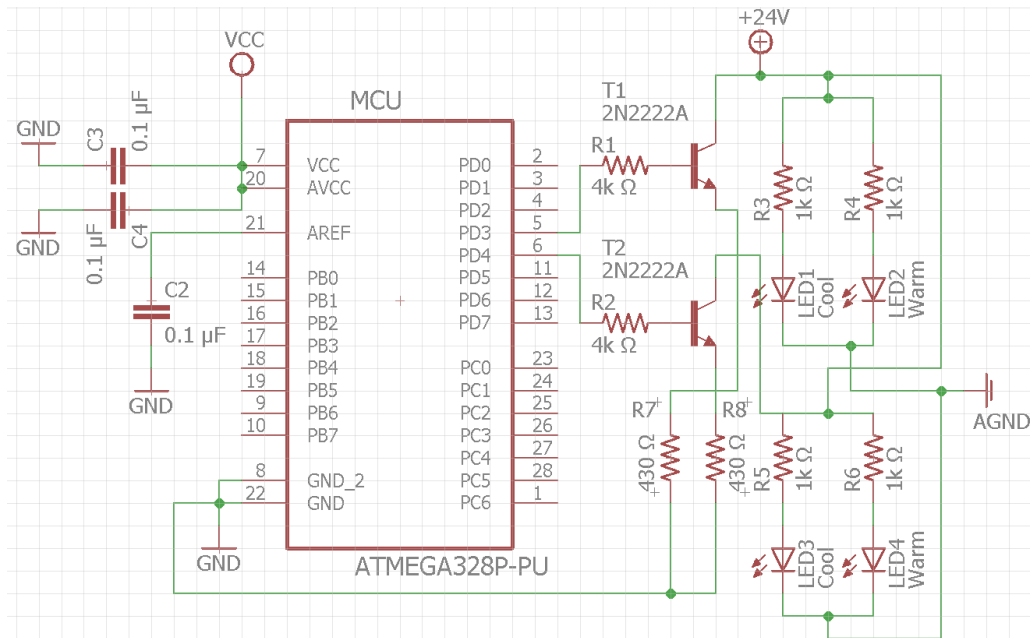 +24V
VCC
MCU
T1
2N2222A
GND
C3
0.1 µF
R1
4k Ω
7
VCC
2
PD0
20
AVCC
3
PD1
4
PD2
21
AREF
5
PD3
6
PD4
GND
0.1 µF
C4
R3
1k Ω
R4
1k Ω
T2
2N2222A
14
PB0
11
PD5
15
PB1
12
PD6
16
PB2
13
PD7
17
PB3
18
PB4
23
PC0
19
PB5
24
PC1
9
PB6
25
PC2
10
PB7
26
PC3
27
PC4
8
GND_2
28
PC5
22
GND
1
PC6
C2
0.1 µF
GND
R2
4k Ω
LED1
Cool
LED2
Warm
R7
430 Ω
R8
430 Ω
AGND
R5
1k Ω
R6
1k Ω
GND
ATMEGA328P-PU
LED3
Cool
LED4
Warm